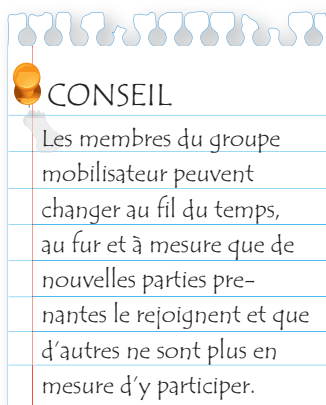 CONSEIL
Les membres du groupe
mobilisateur peuvent
changer au fil du temps,
au fur et à mesure que de
nouvelles parties pre-
nantes le rejoignent et que
d'autres ne sont plus en
mesure d'y participer.